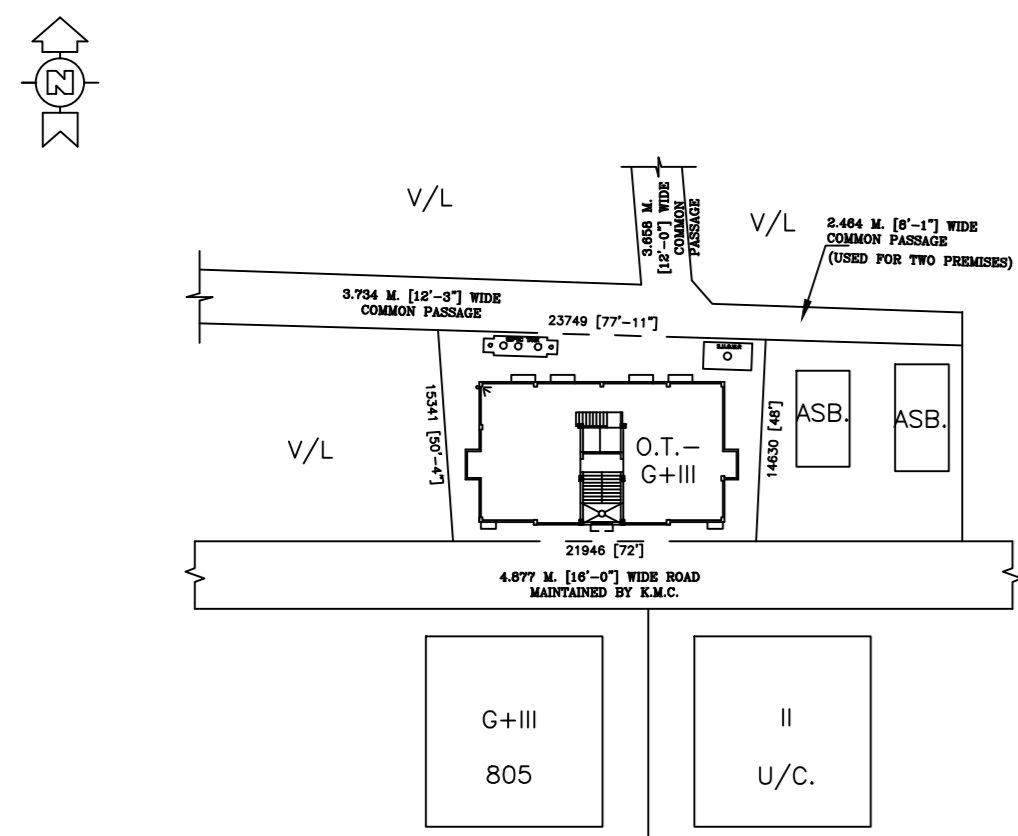 N
V/L
3.658 M.
[12'-0"] WIDE
COMMON
PASSAGE
V/L
2.464 M. [8'-1"] WIDE
COMMON PASSAGE
(USED FOR TWO PREMISES)
3.734 M. [12'-3"] WIDE
COMMON PASSAGE
23749 [77'-11"]
15341 [50'-4"]
14630 [48']
V/L
O.T.-
G+III
ASB.
ASB.
21946 [72']
4.877 M. [16'-0"] WIDE ROAD
MAINTAINED BY K.M.C.
G+III
805
II
U/C.